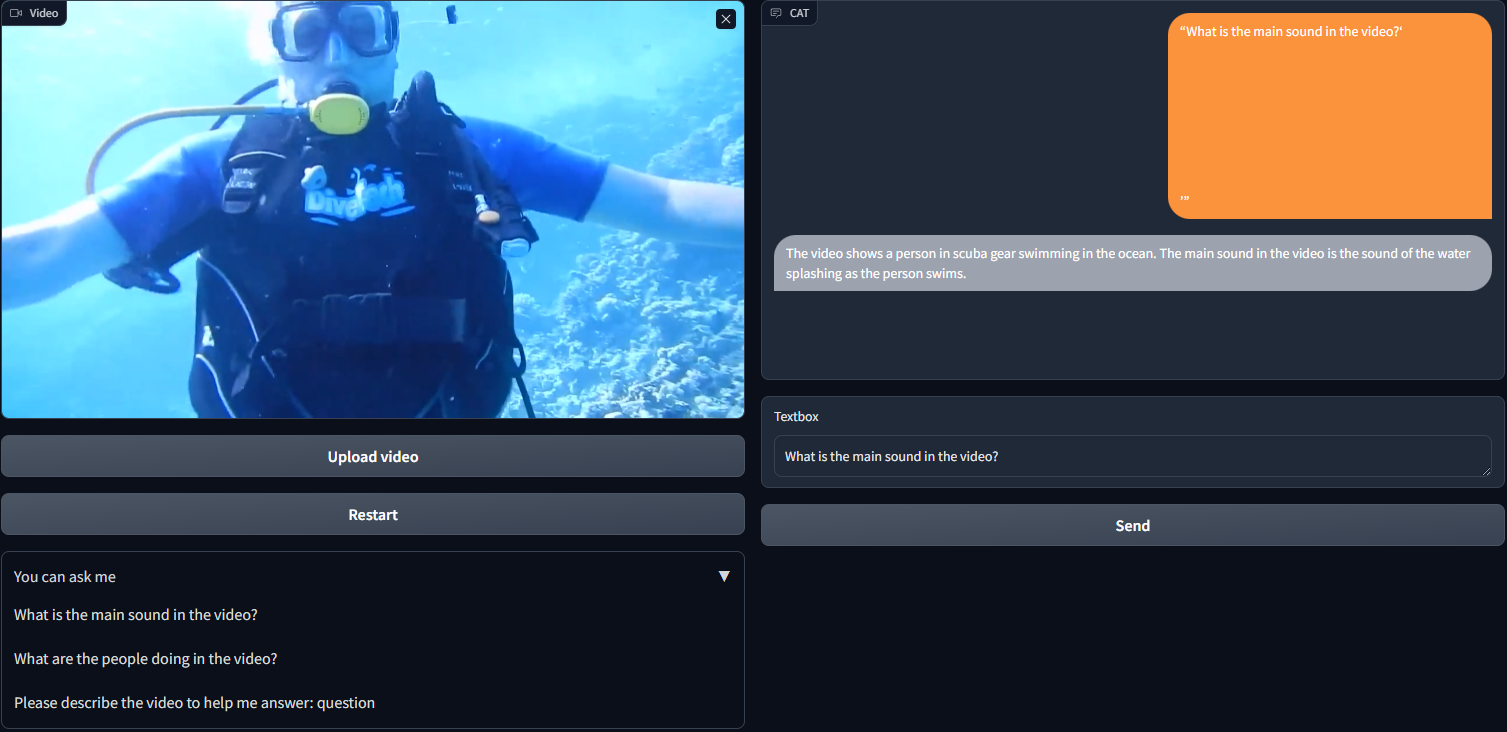 Video
CAT
“What is the main sound in the video?‘
’”
The video shows a person in scuba gear swimming in the ocean. The main sound in the video is the sound of the water
splashing as the person swims.
Textbox
What is the main sound in the video?
Send
Upload video
Restart
You can ask me
What is the main sound in the video?
What are the people doing in the video?
Please describe the video to help me answer: question